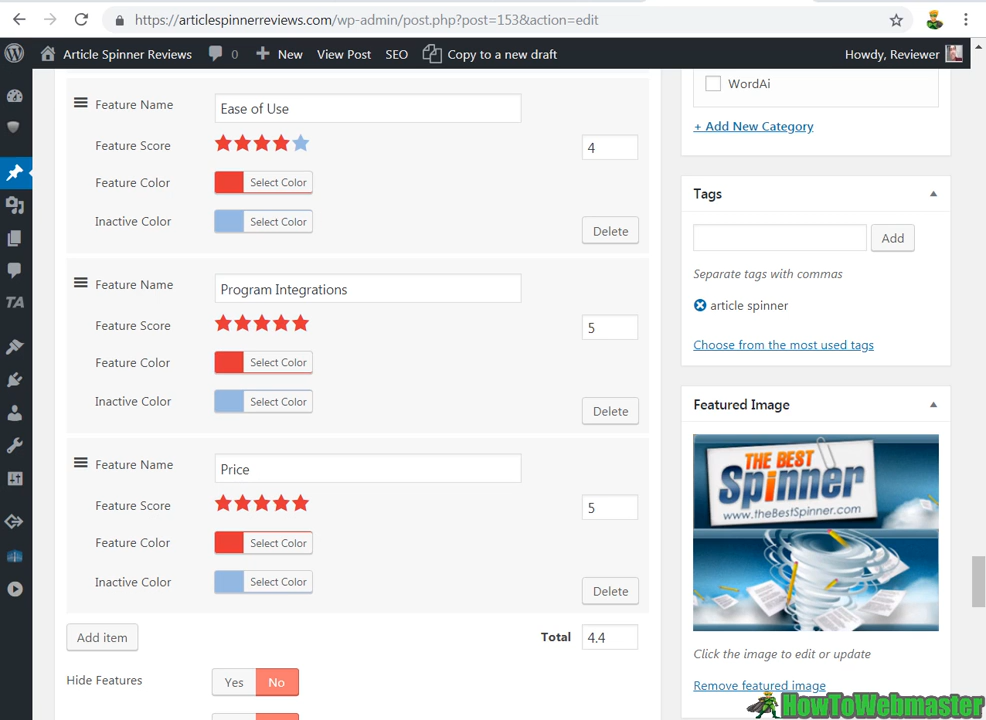 https://articlespinnerreviews.com/wp-admin/post.php?post=153&action=edit
Article Spinner Reviews 0 New View Post SEO Copy to a new draft Howdy, Reviewer
Feature Name Ease of Use
Feature Score 4
Feature Color Select Color
Inactive Color Select Color
Delete
Feature Name Program Integrations
Feature Score 5
Feature Color Select Color
Inactive Color Select Color
Delete
Feature Name Price
Feature Score 5
Feature Color Select Color
Inactive Color Select Color
Delete
Add item Total 4.4
Hide Features Yes No
WordAi
+ Add New Category
Tags
Add
Separate tags with commas
article spinner
Choose from the most used tags
Featured Image
THE BEST
Spinner
www.theBestSpinner.com
Click the image to edit or update
Remove featured image
TA
HowToWebmaster